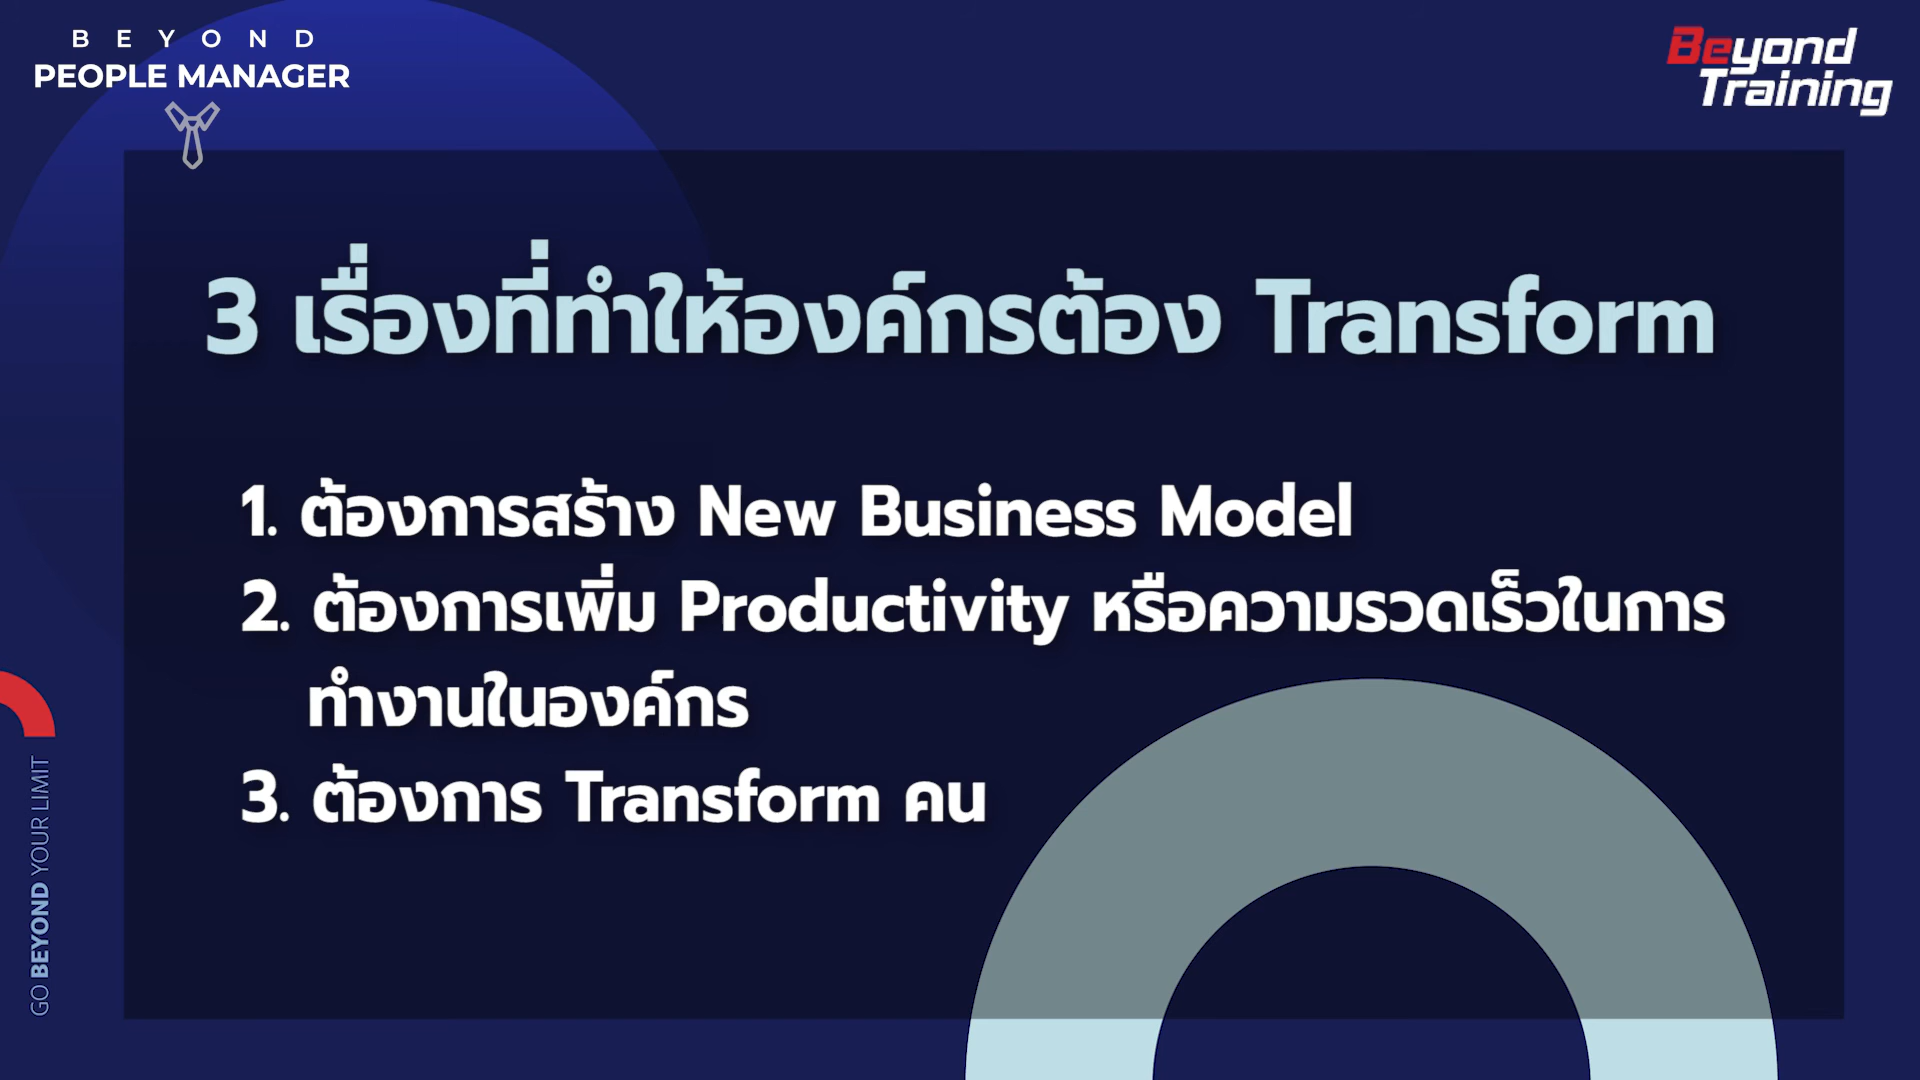 BEYOND
PEOPLE MANAGER
Beyond
Training
3 เรื่องที่ทำให้องค์กรต้อง Transform
1. ต้องการสร้าง New Business Model
2. ต้องการเพิ่ม Productivity หรือความรวดเร็วในการ
ทำงานในองค์กร
3. ต้องการ Transform คน
GO BEYOND YOUR LIMIT